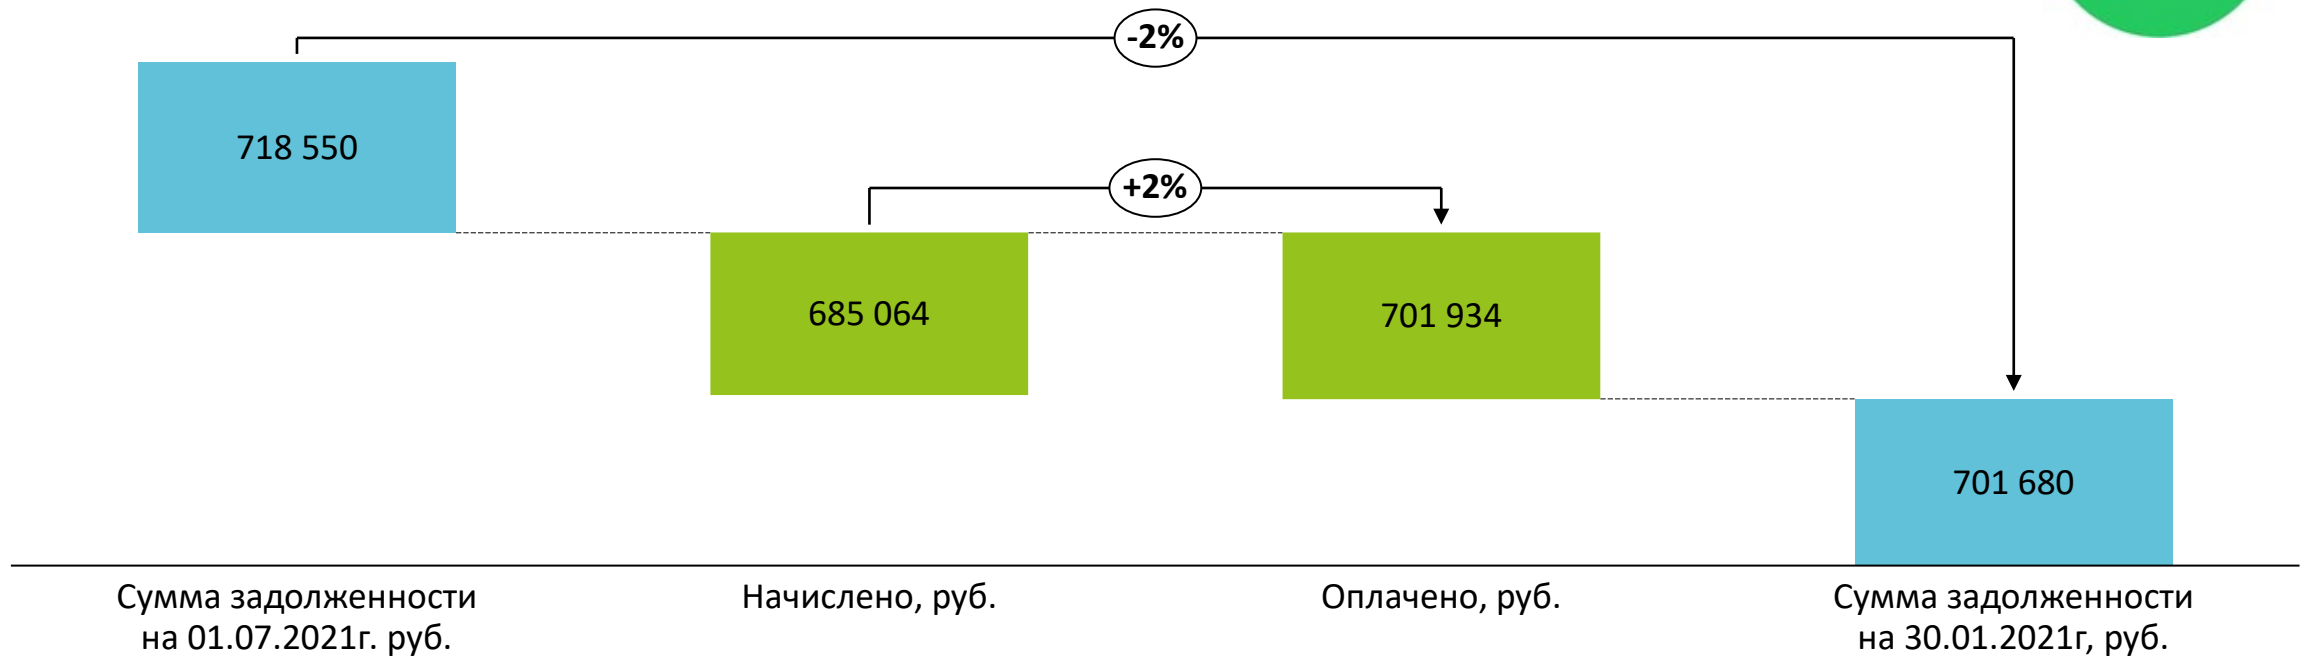 -2%
718 550
+2%
685 064
701 934
701 680
Сумма задолженности
на 01.07.2021г. руб.
Начислено, руб.
Оплачено, руб.
Сумма задолженности
на 30.01.2021г, руб.